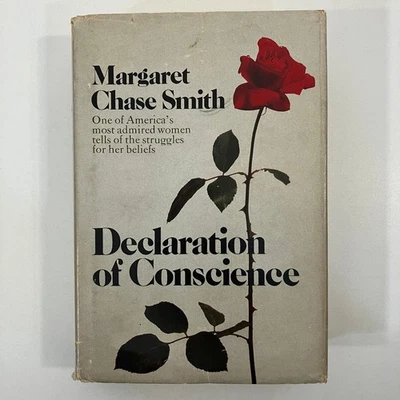 Margaret
Chase Smith
One of America's
most admired women
tells of the struggles
for her beliefs
Declaration
of Conscience